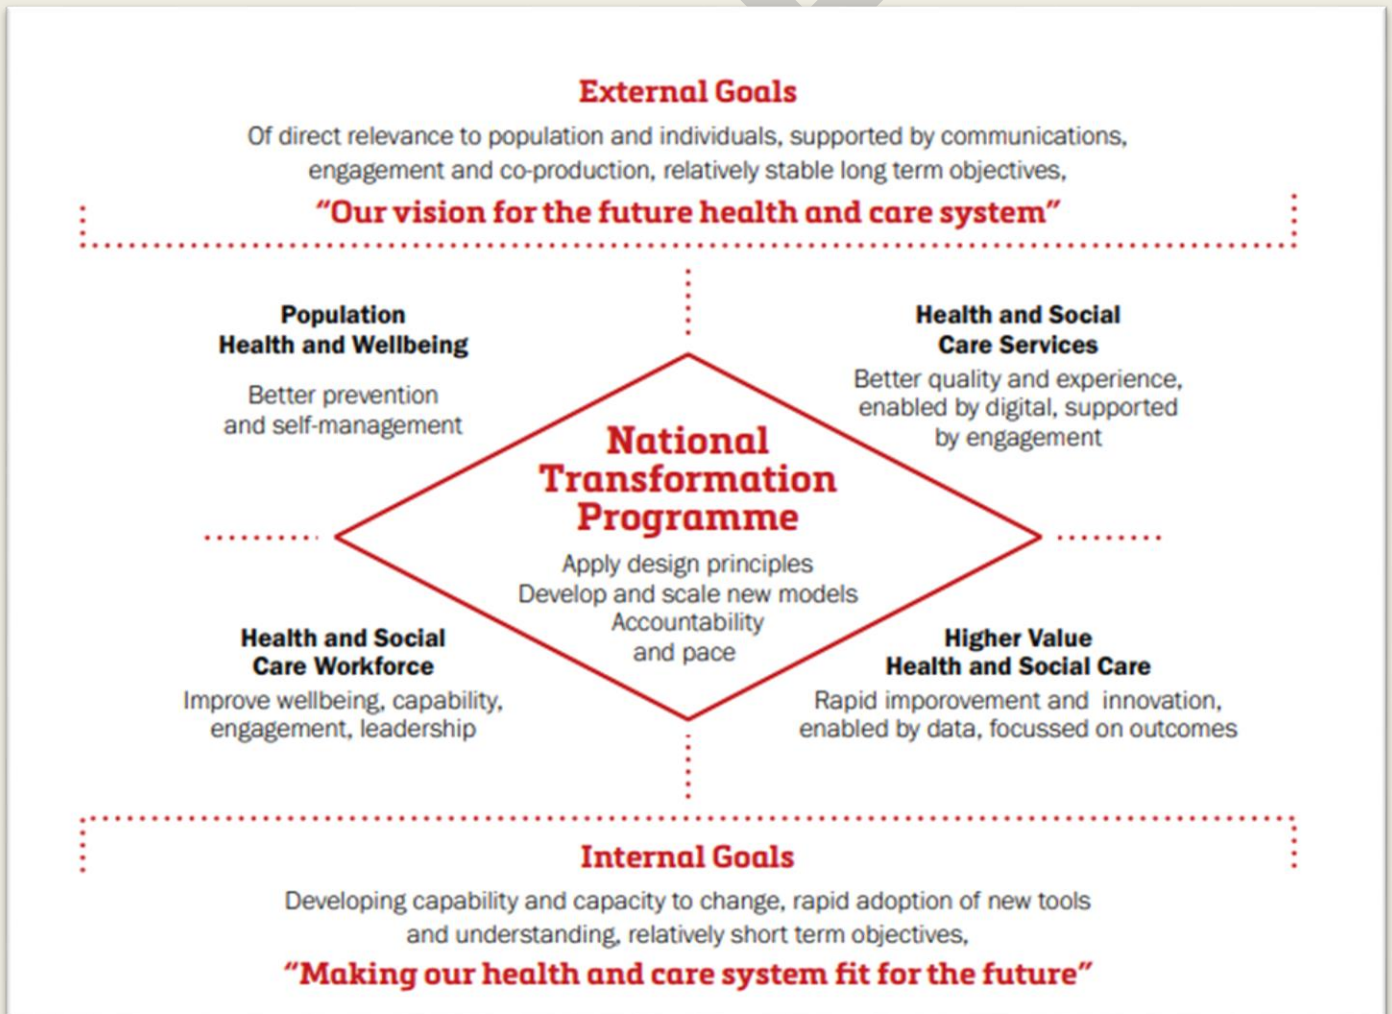 External Goals
Of direct relevance to population and individuals, supported by communications,
engagement and co-production, relatively stable long term objectives,
“Our vision for the future health and care system”
Population
Health and Wellbeing
Better prevention
and self-management
Health and Social
Care Services
Better quality and experience,
enabled by digital, supported
by engagement
National
Transformation
Programme
Apply design principles
Develop and scale new models
Accountability
and pace
Health and Social
Care Workforce
Improve wellbeing, capability,
engagement, leadership
Higher Value
Health and Social Care
Rapid imporovement and innovation,
enabled by data, focussed on outcomes
Internal Goals
Developing capability and capacity to change, rapid adoption of new tools
and understanding, relatively short term objectives,
“Making our health and care system fit for the future”